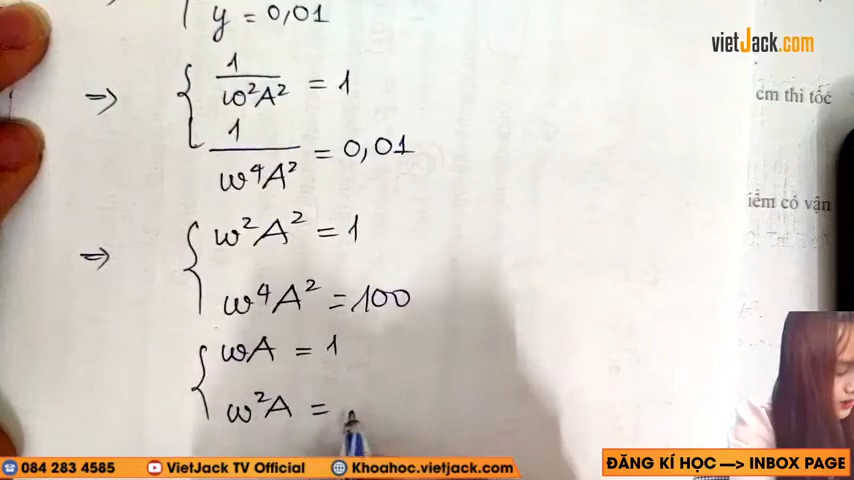 y = 0,01
vietJack.com
⇒ { 1/ω²A² = 1
1/ω⁴A² = 0,01
cm thì tốc
iểm có vận
⇒ { ω²A² = 1
ω⁴A² = 100
{ ωA = 1
ω²A =
084 283 4585
VietJack TV Official
Khoahoc.vietjack.com
ĐĂNG KÍ HỌC —> INBOX PAGE